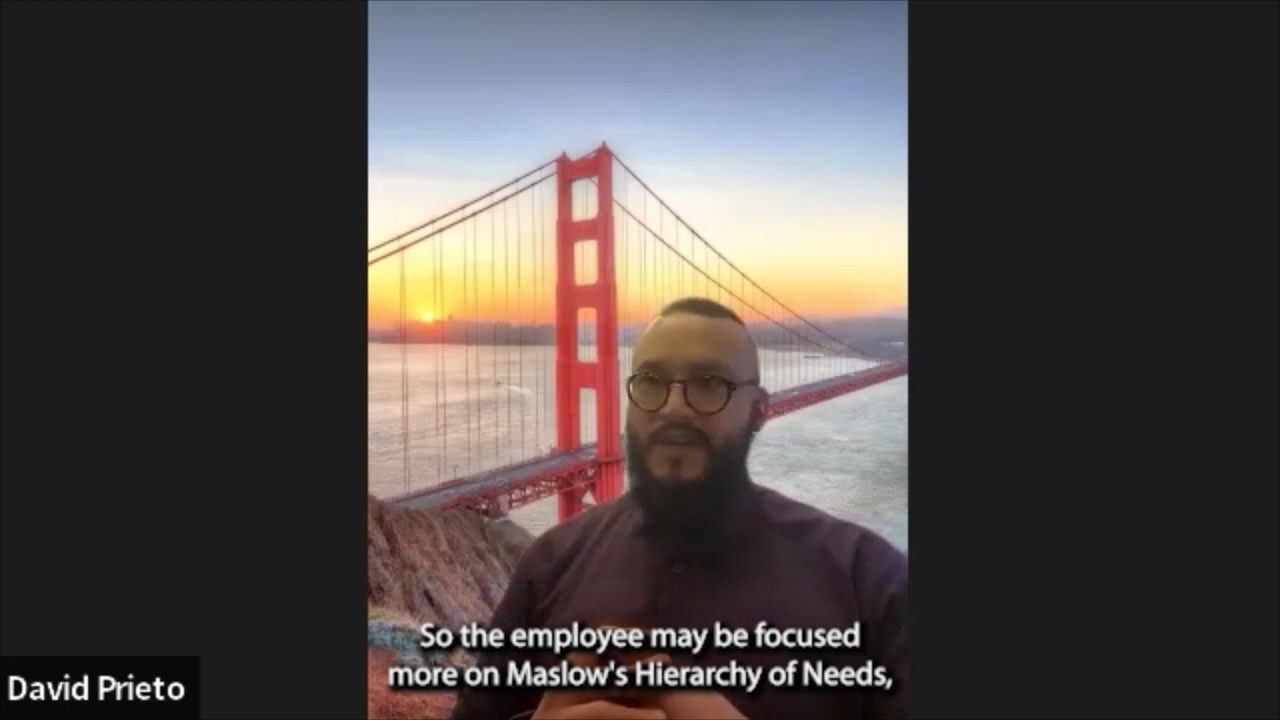 So the employee may be focused
more on Maslow's Hierarchy of Needs,
David Prieto